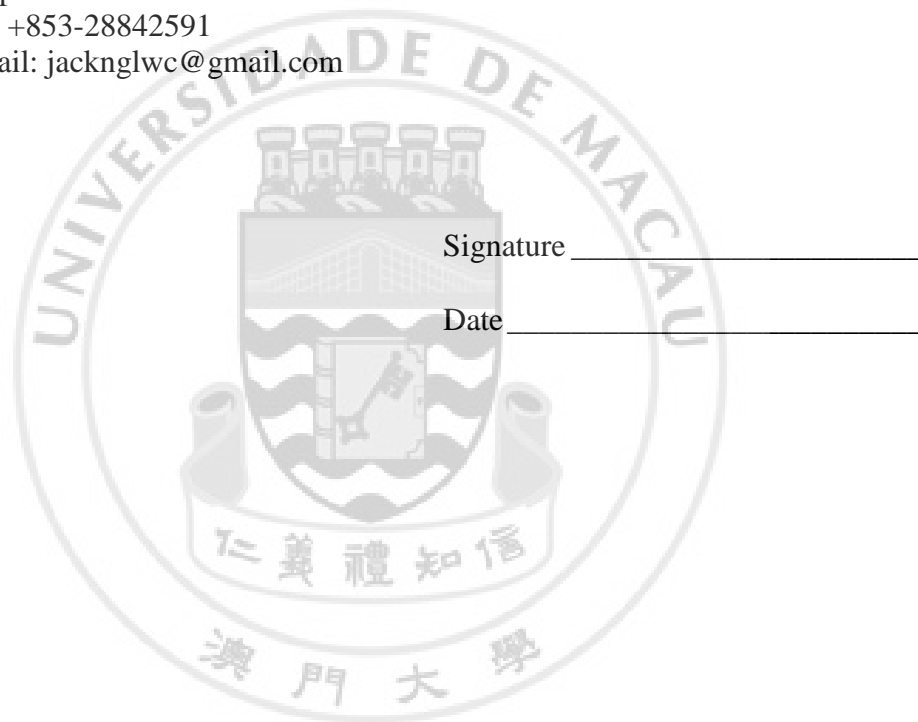 +853-28842591
ail: jacknglwc@gmail.com
UNIVERSIDADE DE MACAU
Signature
Date
仁義禮知信
澳門大學